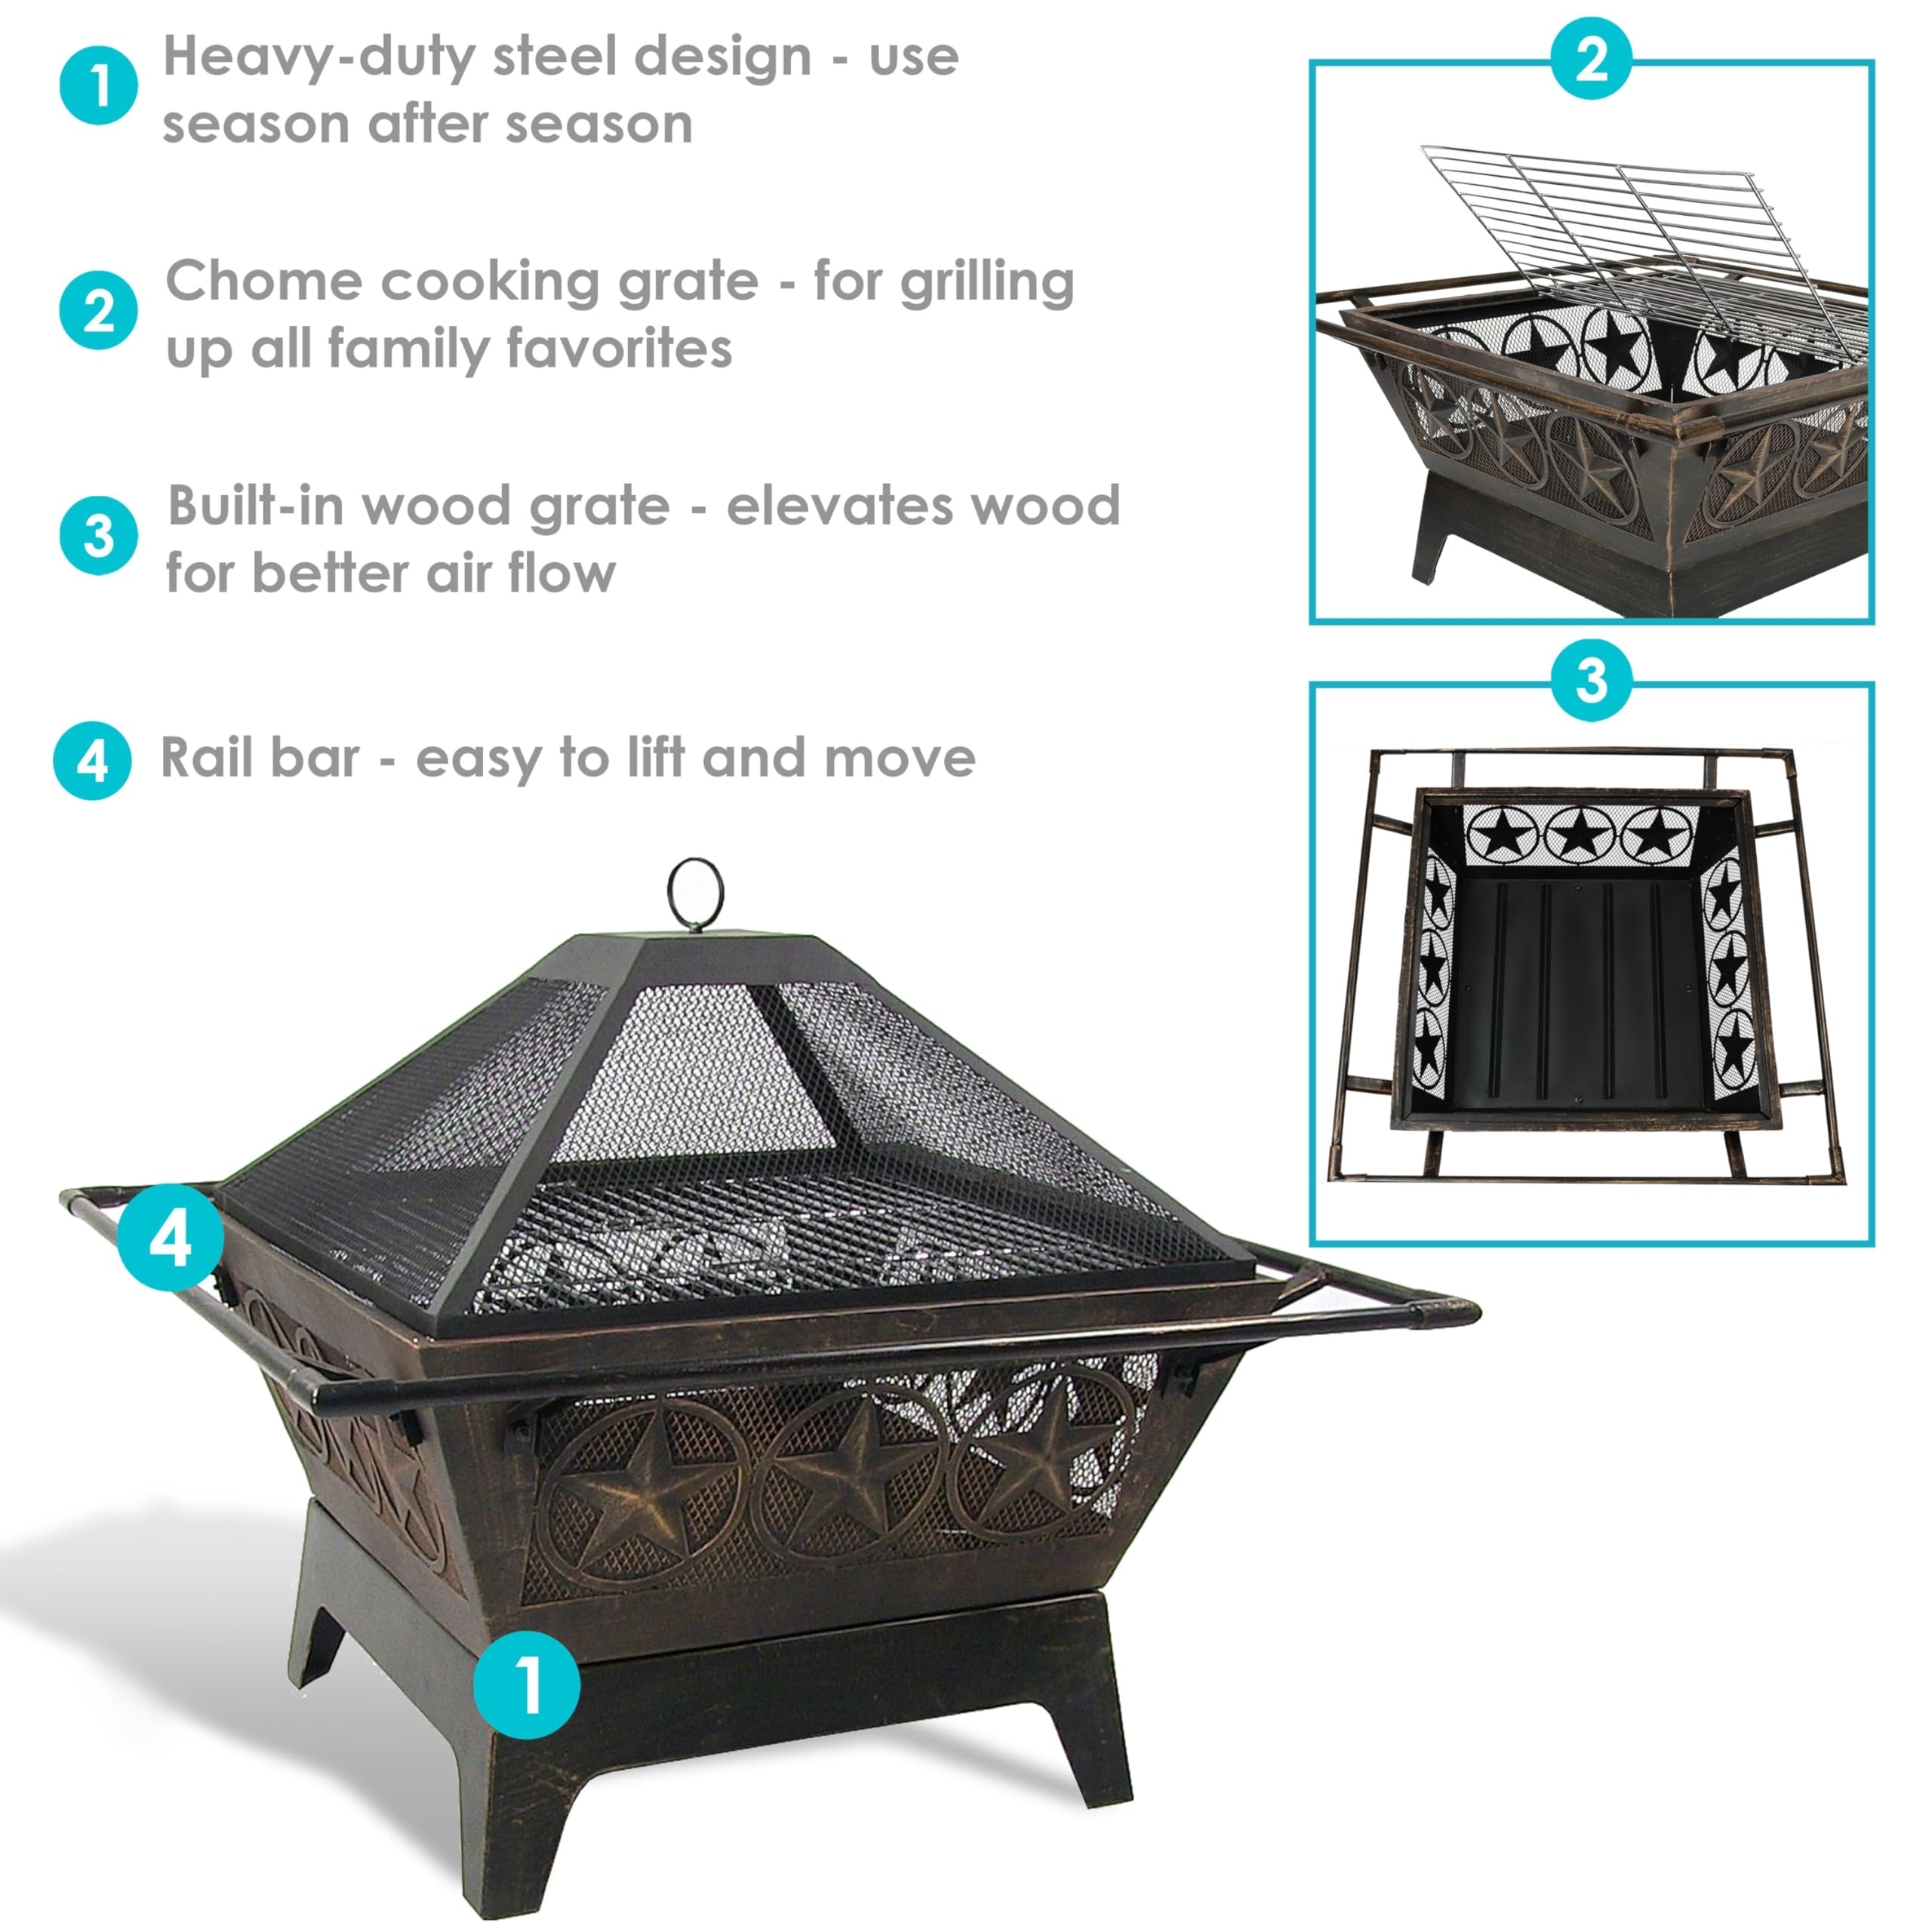 1
Heavy-duty steel design - use
season after season
2
Chome cooking grate - for grilling
up all family favorites
3
Built-in wood grate - elevates wood
for better air flow
4
Rail bar - easy to lift and move
2
3
4
1